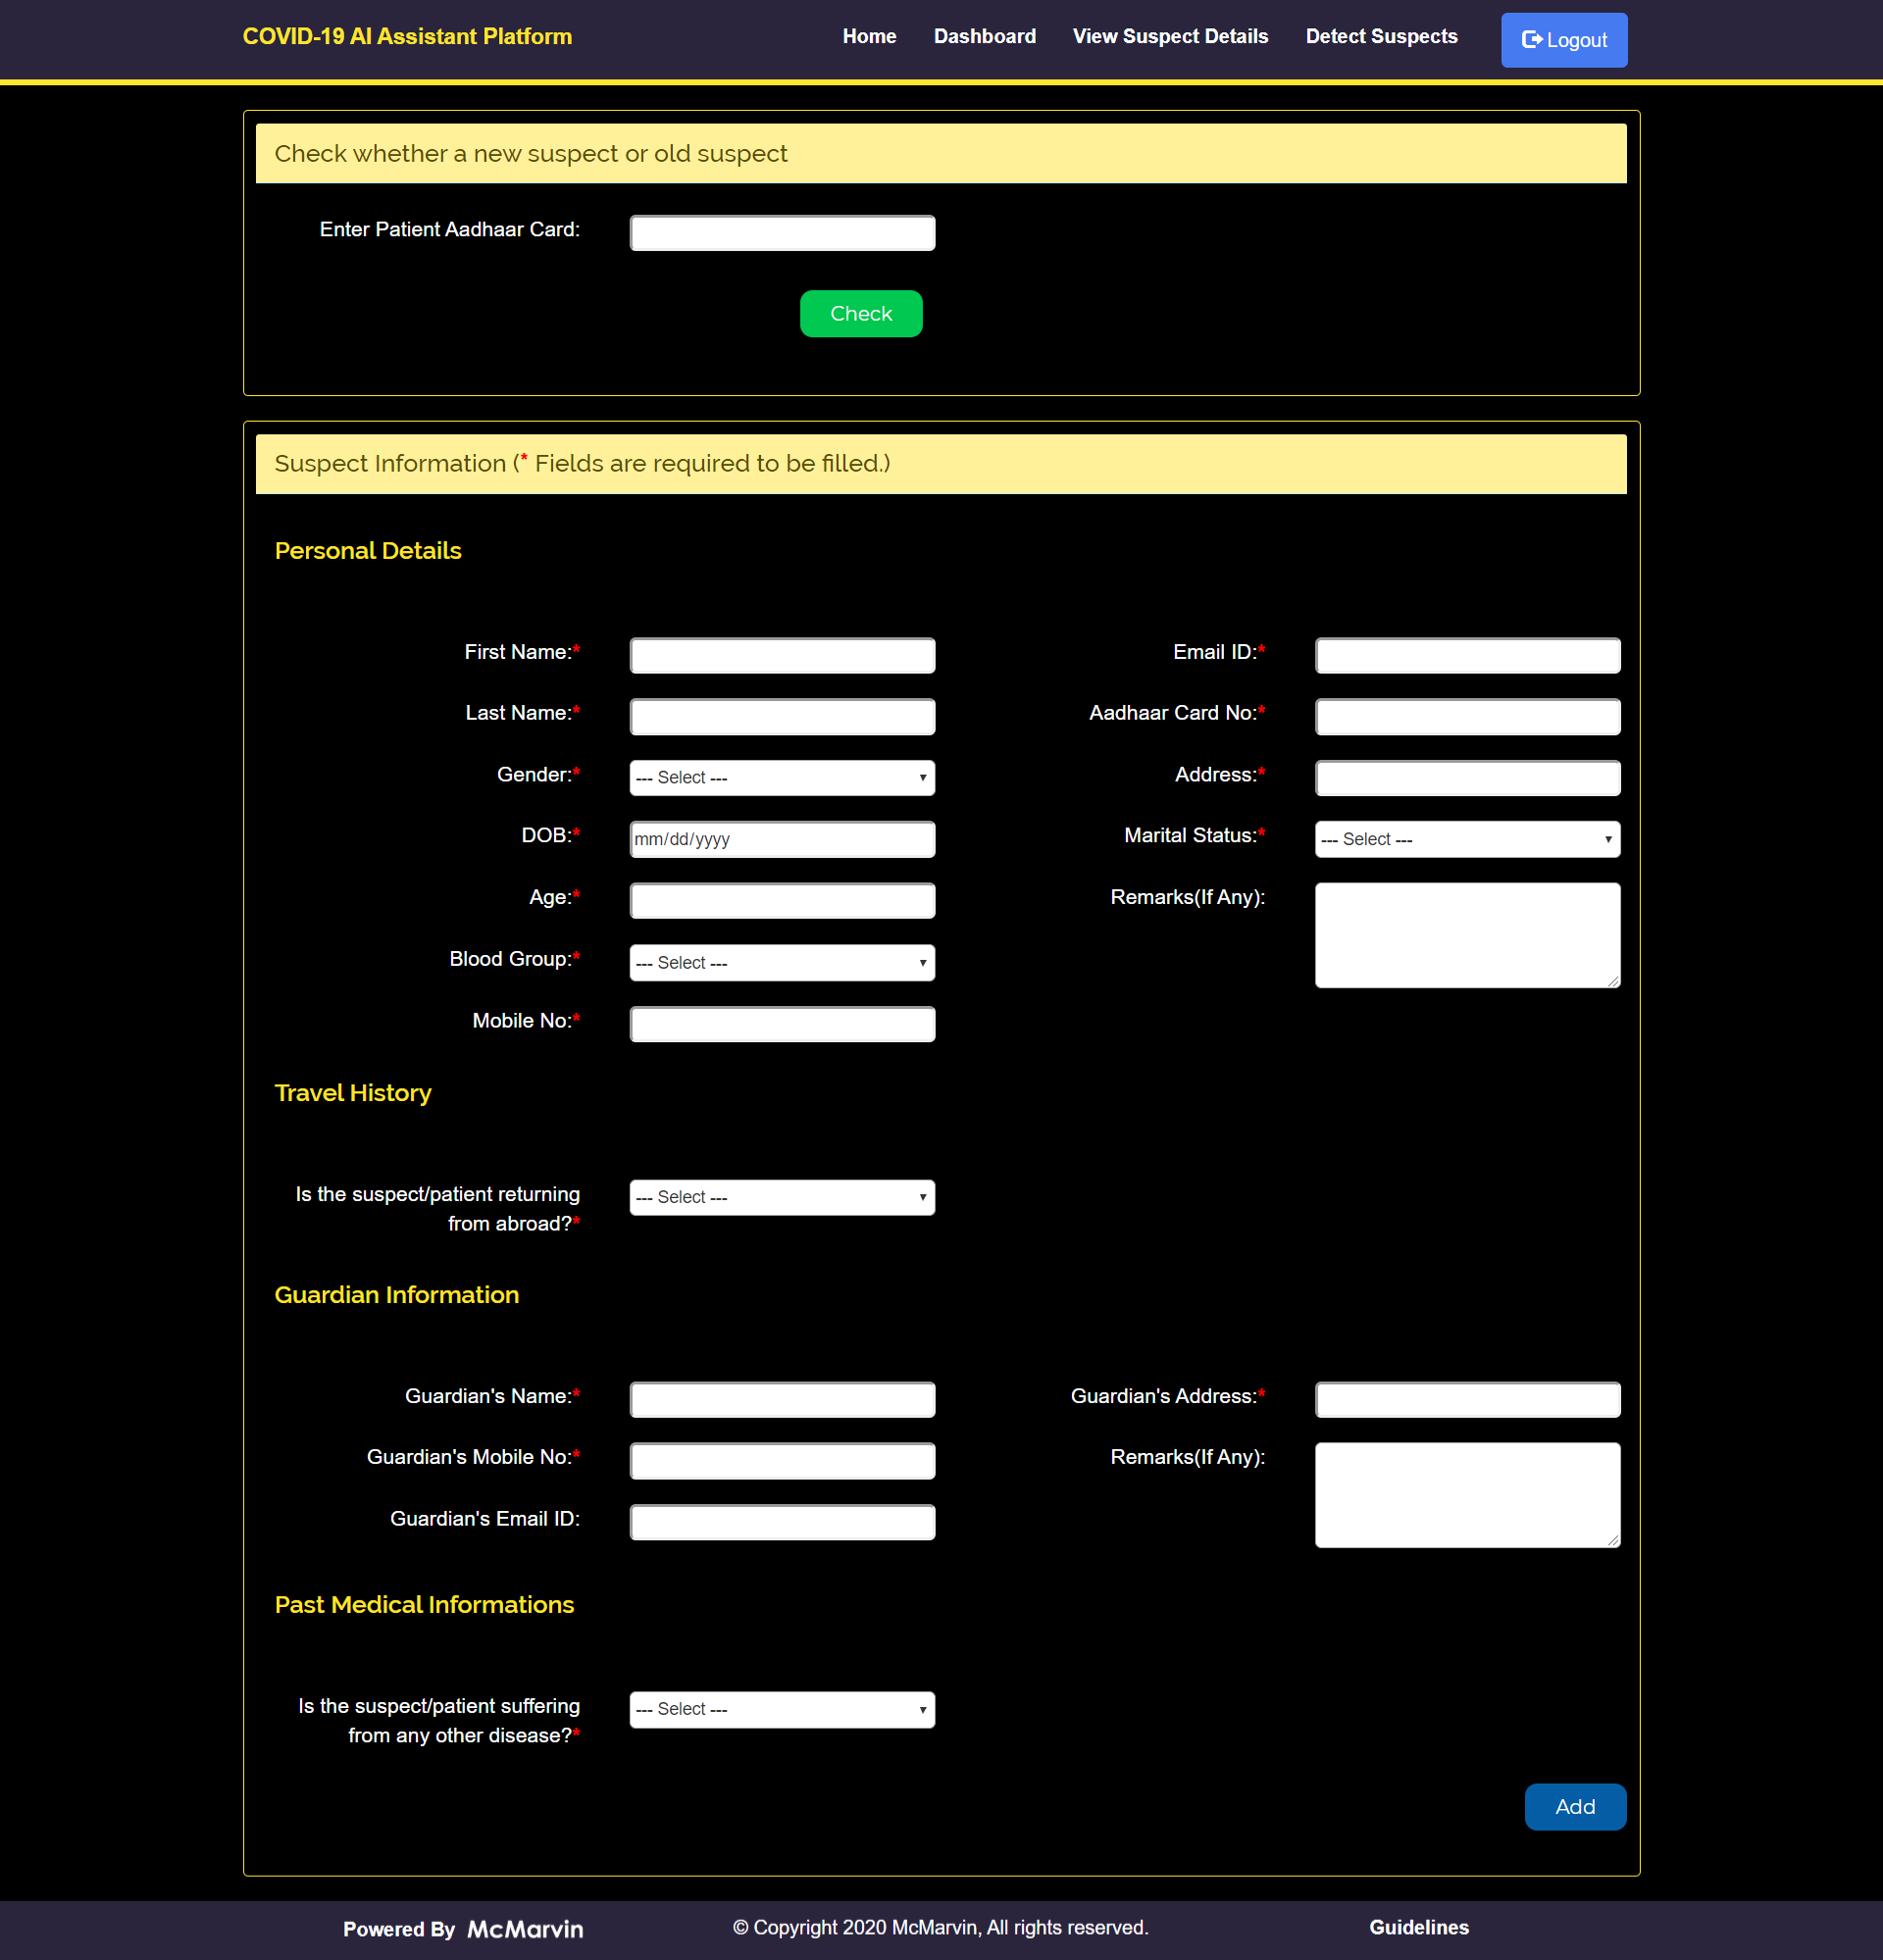 COVID-19 AI Assistant Platform
Home
Dashboard
View Suspect Details
Detect Suspects
Logout
Check whether a new suspect or old suspect
Enter Patient Aadhaar Card:
Check
Suspect Information (* Fields are required to be filled.)
Personal Details
First Name:*
Email ID:*
Last Name:*
Aadhaar Card No:*
Gender:*
--- Select ---
Address:*
DOB:*
mm/dd/yyyy
Marital Status:*
--- Select ---
Age:*
Remarks(If Any):
Blood Group:*
--- Select ---
Mobile No:*
Travel History
Is the suspect/patient returning
from abroad?*
--- Select ---
Guardian Information
Guardian's Name:*
Guardian's Address:*
Guardian's Mobile No:*
Remarks(If Any):
Guardian's Email ID:
Past Medical Informations
Is the suspect/patient suffering
from any other disease?*
--- Select ---
Add
Powered By McMarvin
© Copyright 2020 McMarvin, All rights reserved.
Guidelines